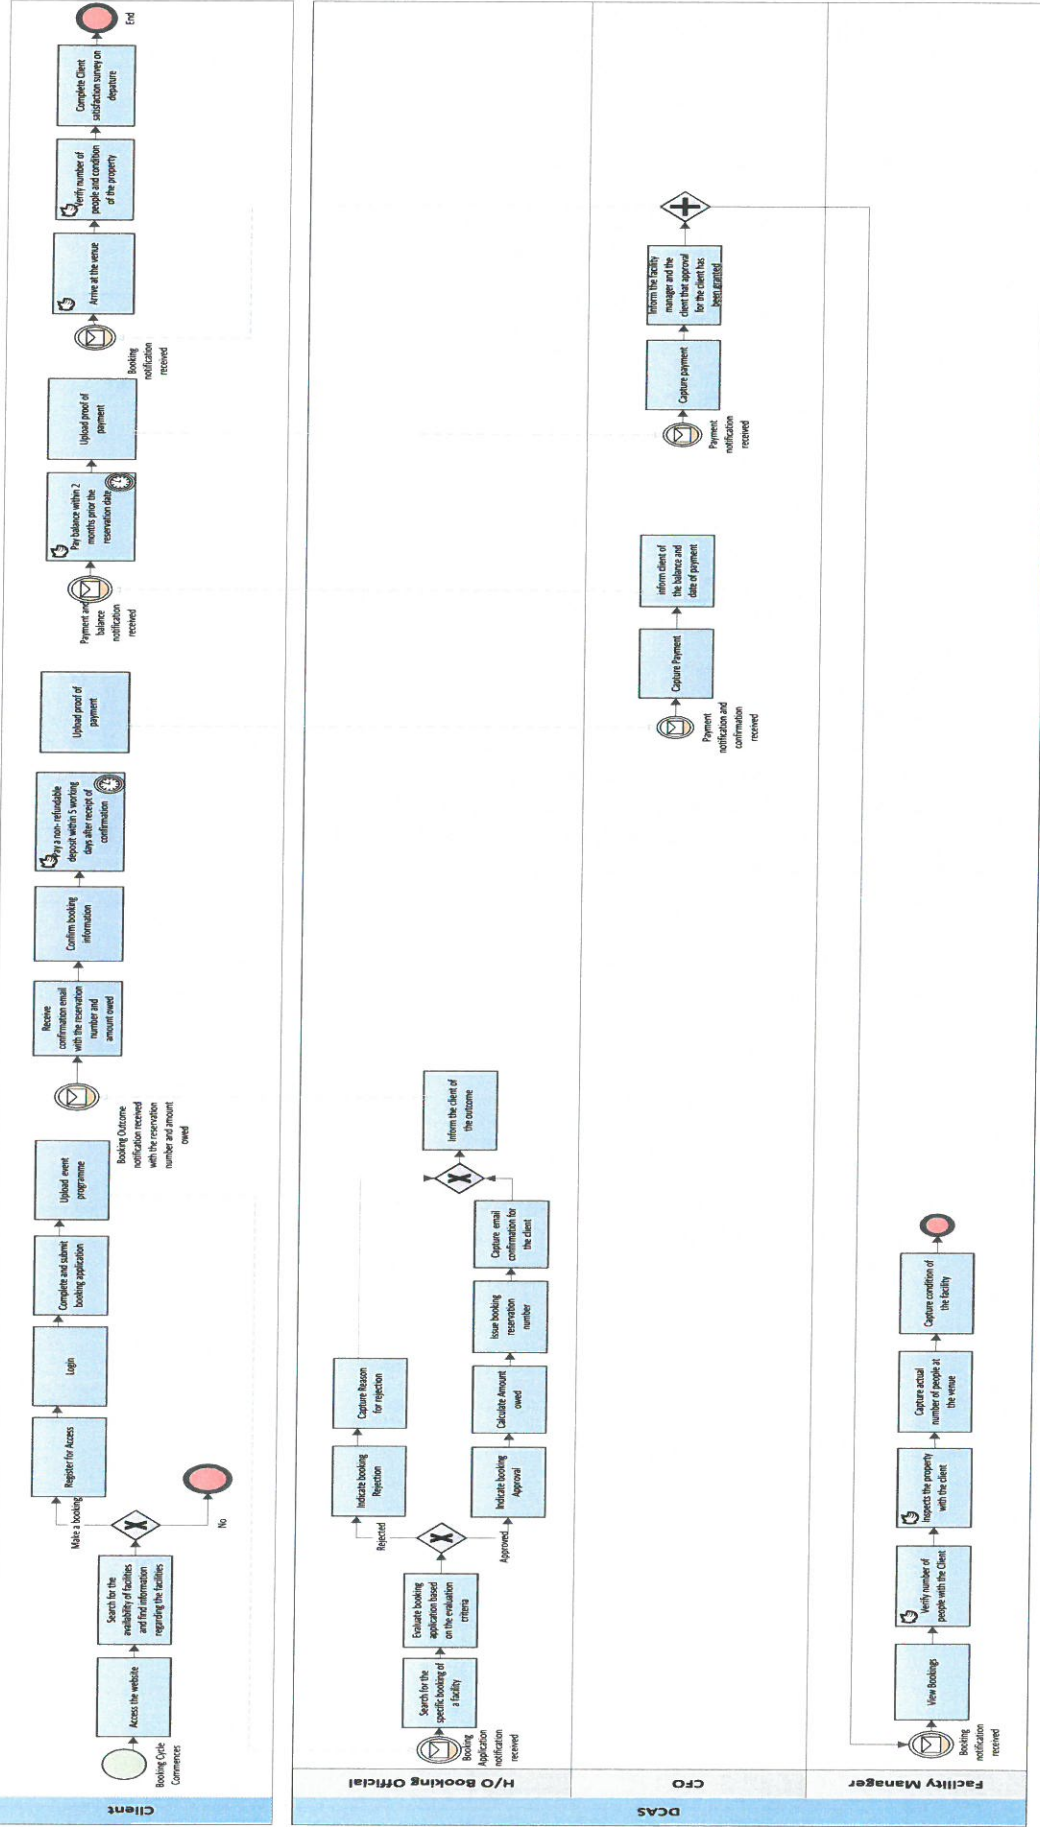 Client
Booking Cycle
Commences
Access the website
Search for the
availability of facilities
and find information
regarding the facilities
Make a booking
No
Register for Access
Login
Complete and submit
booking application
Upload event
programme
Booking Outcome
notification received
with the reservation
number and amount
owed
Receive
confirmation email
with the reservation
number and
amount owed
Confirm booking
information
Pay a non- refundable
deposit within 5 working
days after receipt of
confirmation
Upload proof of
payment
Payment and
balance
notification
received
Pay balance within 2
months prior the
reservation date
Upload proof of
payment
Booking
notification
received
Arrive at the venue
Verify number of
people and condition
of the property
Complete Client
satisfaction survey on
depature
End
DCAS
H/O Booking Official
Booking
Application
notification
received
Search for the
specific booking of
a facility
Evaluate booking
application based
on the evaluation
criteria
Rejected
Approved
Indicate booking
Rejection
Capture Reason
for rejection
Indicate booking
Approval
Calculate Amount
owed
Issue booking
reservation
number
Capture email
confirmation for
the client
Inform the client of
the outcome
CFO
Payment
notification and
confirmation
received
Capture Payment
inform client of
the balance and
date of payment
Payment
notification
received
Capture payment
Inform the facility
manager and the
client that approval
for the client has
been granted
Facility Manager
Booking
notification
received
View Bookings
Verify number of
people with the Client
Inspects the property
with the client
Capture actual
number of people at
the venue
Capture condition of
the facility